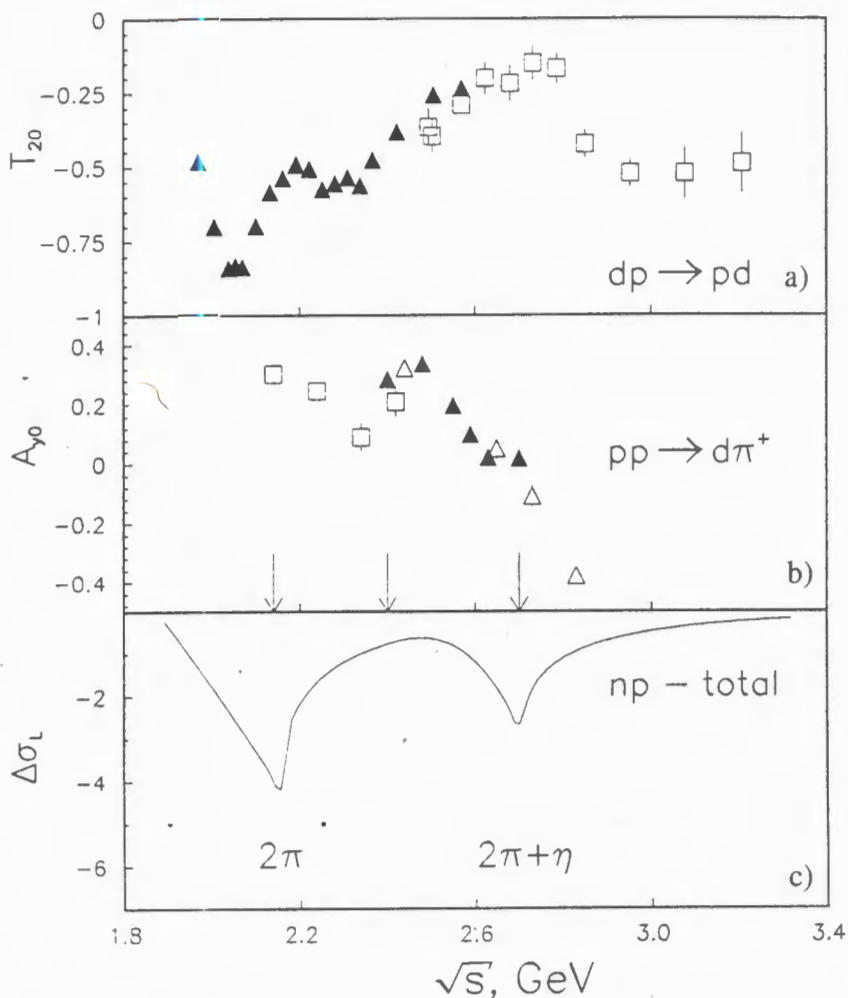 0
−0.25
T₂₀
−0.5
−0.75
dp → pd a)
−1
0.4
0.2
A_y0
0
pp → dπ⁺
−0.2
−0.4
b)
np − total
−2
Δσ_L
−4
2π 2π+η
−6
c)
1.8 2.2 2.6 3.0 3.4
√s, GeV